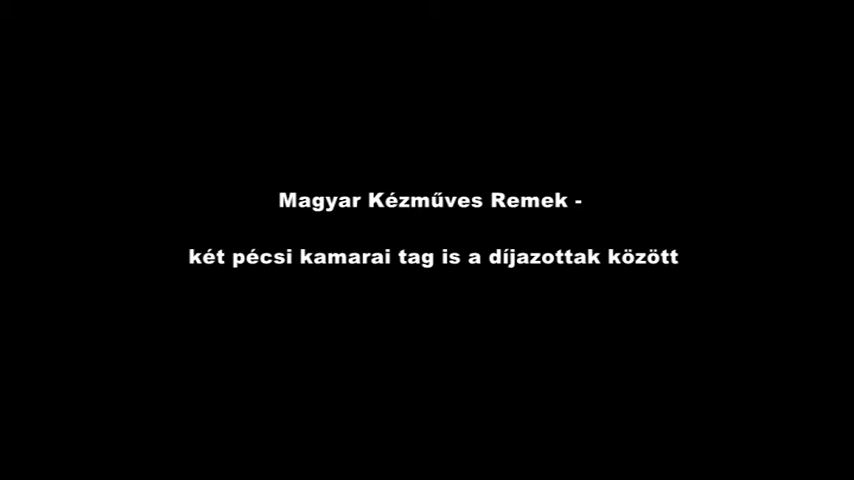 Magyar Kézműves Remek -
két pécsi kamarai tag is a díjazottak között